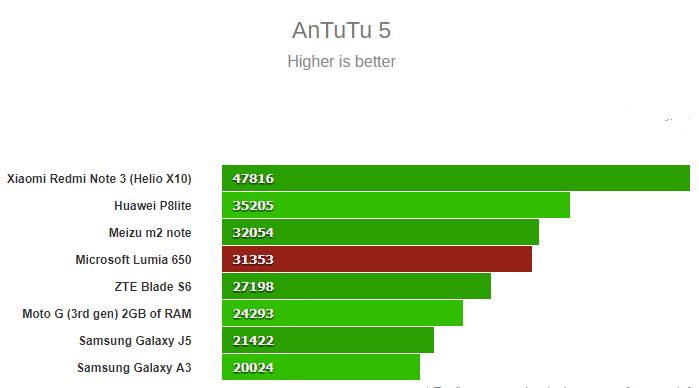 AnTuTu 5
Higher is better
Xiaomi Redmi Note 3 (Helio X10) 47816
Huawei P8lite 35205
Meizu m2 note 32054
Microsoft Lumia 650 31353
ZTE Blade S6 27198
Moto G (3rd gen) 2GB of RAM 24293
Samsung Galaxy J5 21422
Samsung Galaxy A3 20024